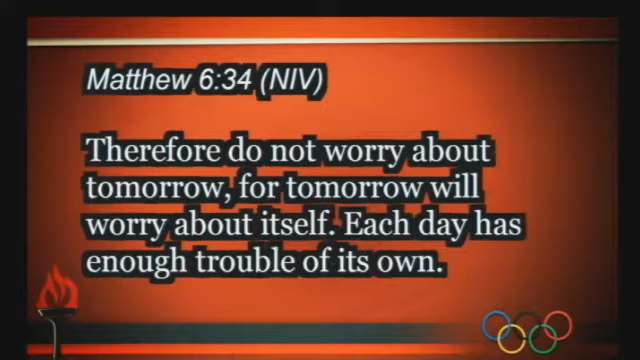 Matthew 6:34 (NIV)
Therefore do not worry about
tomorrow, for tomorrow will
worry about itself. Each day has
enough trouble of its own.